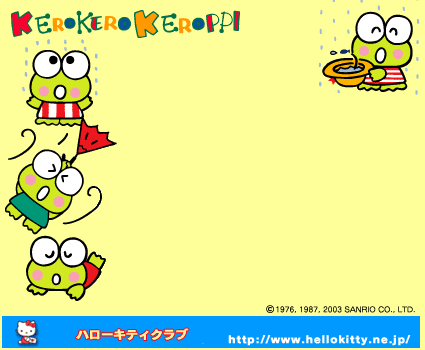 KEROKEROKEROPPI
©1976, 1987, 2003 SANRIO CO., LTD.
ハローキティクラブ http://www.hellokitty.ne.jp/